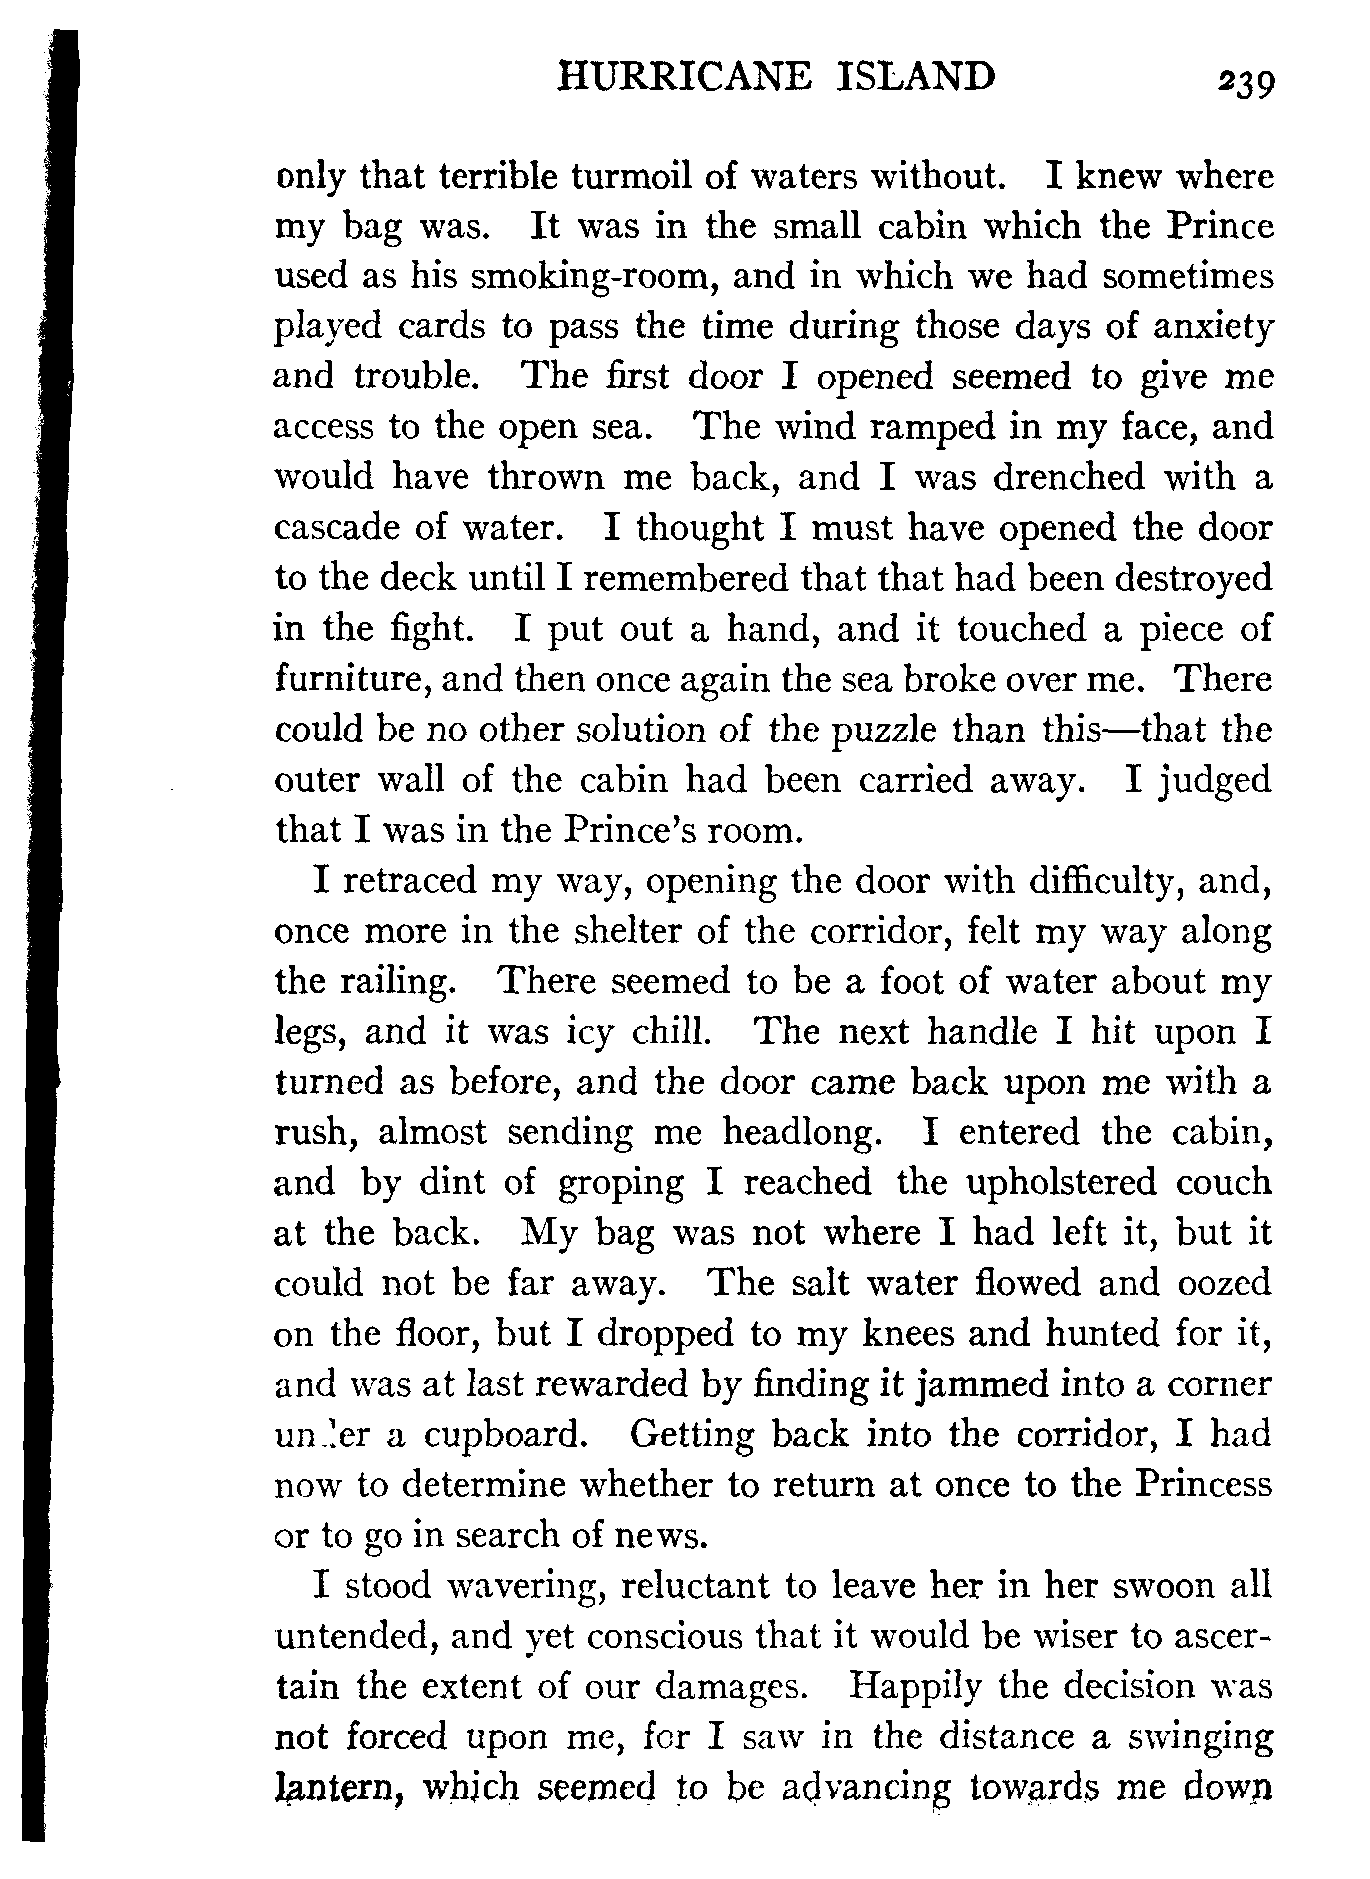 HURRICANE ISLAND 239
only that terrible turmoil of waters without. I knew where
my bag was. It was in the small cabin which the Prince
used as his smoking-room, and in which we had sometimes
played cards to pass the time during those days of anxiety
and trouble. The first door I opened seemed to give me
access to the open sea. The wind ramped in my face, and
would have thrown me back, and I was drenched with a
cascade of water. I thought I must have opened the door
to the deck until I remembered that that had been destroyed
in the fight. I put out a hand, and it touched a piece of
furniture, and then once again the sea broke over me. There
could be no other solution of the puzzle than this—that the
outer wall of the cabin had been carried away. I judged
that I was in the Prince's room.
I retraced my way, opening the door with difficulty, and,
once more in the shelter of the corridor, felt my way along
the railing. There seemed to be a foot of water about my
legs, and it was icy chill. The next handle I hit upon I
turned as before, and the door came back upon me with a
rush, almost sending me headlong. I entered the cabin,
and by dint of groping I reached the upholstered couch
at the back. My bag was not where I had left it, but it
could not be far away. The salt water flowed and oozed
on the floor, but I dropped to my knees and hunted for it,
and was at last rewarded by finding it jammed into a corner
under a cupboard. Getting back into the corridor, I had
now to determine whether to return at once to the Princess
or to go in search of news.
I stood wavering, reluctant to leave her in her swoon all
untended, and yet conscious that it would be wiser to ascer-
tain the extent of our damages. Happily the decision was
not forced upon me, for I saw in the distance a swinging
lantern, which seemed to be advancing towards me down